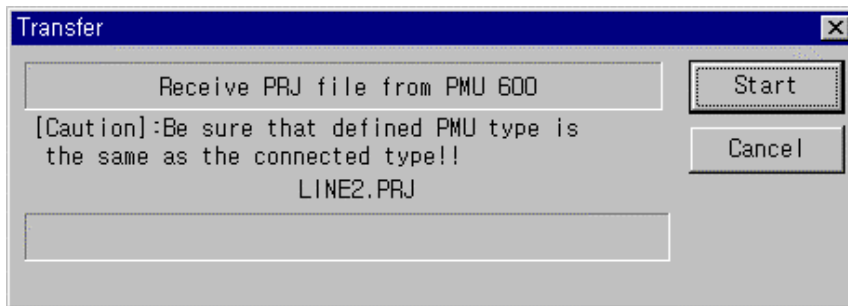 Transfer
Receive PRJ file from PMU 600
Start
[Caution]:Be sure that defined PMU type is
the same as the connected type!!
Cancel
LINE2.PRJ